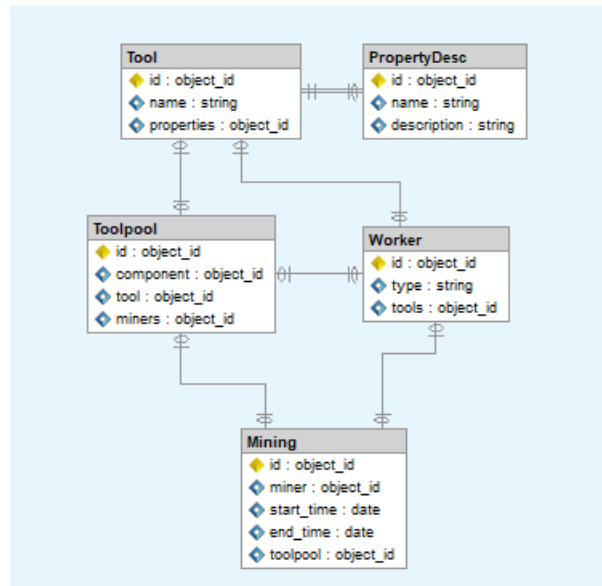 Tool
id : object_id
name : string
properties : object_id
PropertyDesc
id : object_id
name : string
description : string
Toolpool
id : object_id
component : object_id
tool : object_id
miners : object_id
Worker
id : object_id
type : string
tools : object_id
Mining
id : object_id
miner : object_id
start_time : date
end_time : date
toolpool : object_id